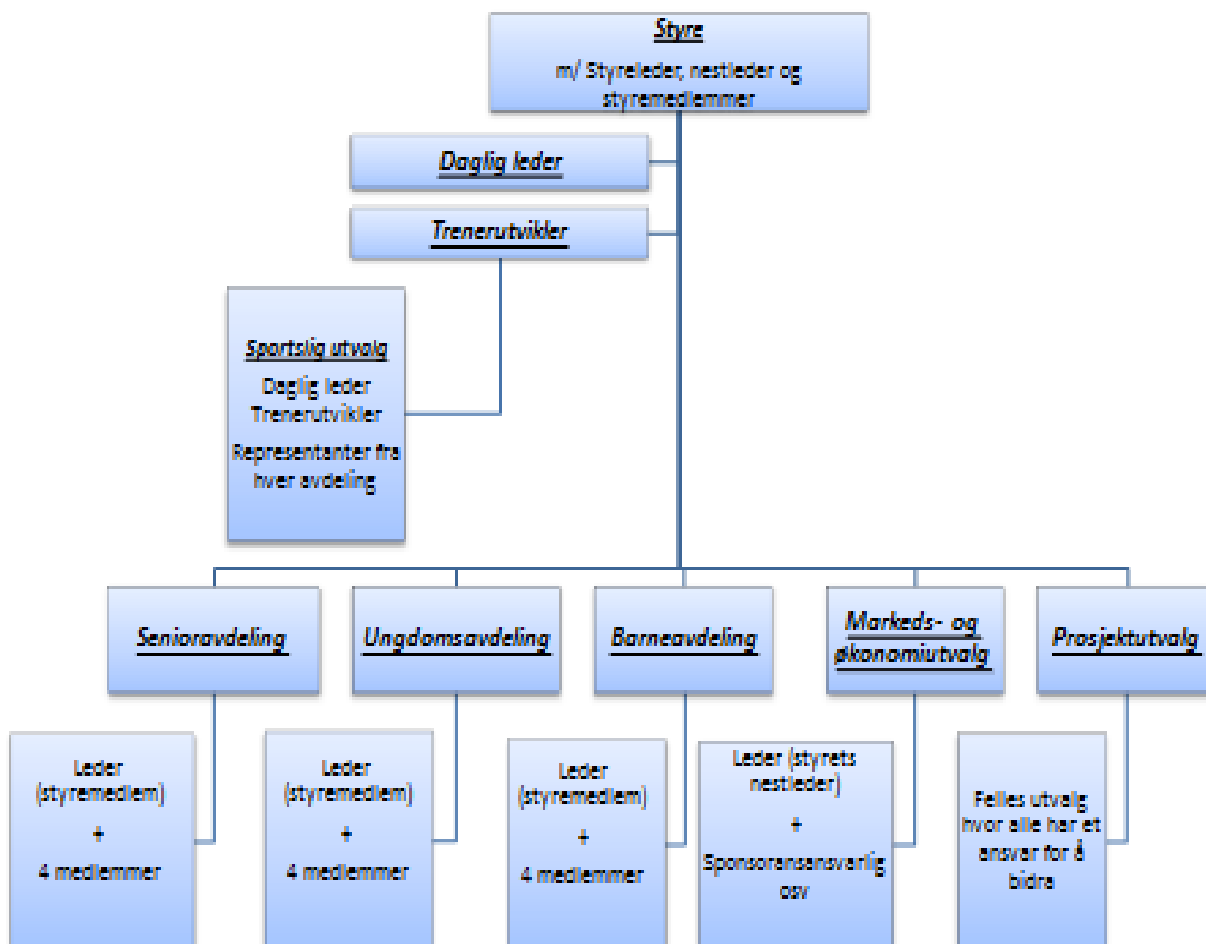 Styre
m/ Styreleder, nestleder og
styremedlemmer
Daglig leder
Trenerutvikler
Sportslig utvalg
Daglig leder
Trenerutvikler
Representanter fra
hver avdeling
Senioravdeling
Ungdomsavdeling
Barneavdeling
Markeds- og
økonomiutvalg
Prosjektutvalg
Leder
(styremedlem)
+
4 medlemmer
Leder
(styremedlem)
+
4 medlemmer
Leder
(styremedlem)
+
4 medlemmer
Leder (styrets
nestleder)
+
Sponsoransansvarlig
osv
Felles utvalg
hvor alle har et
ansvar for å
bidra